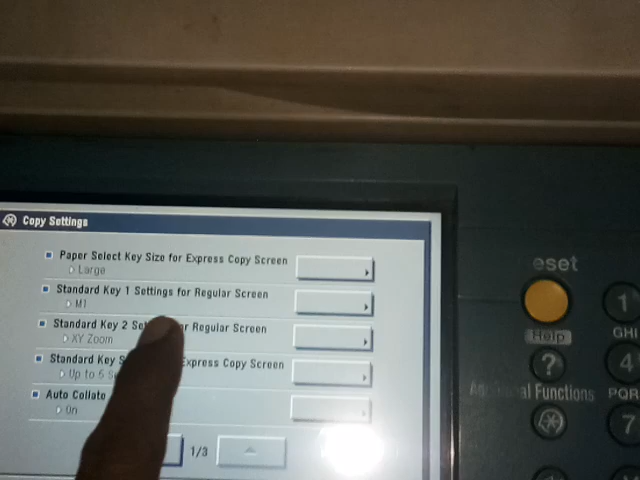 Copy Settings
Paper Select Key Size for Express Copy Screen
Large
Standard Key 1 Settings for Regular Screen
M1
Standard Key 2 Set Regular Screen
XY Zoom
Standard Key Express Copy Screen
Up to 5
Auto Collate
On
1/3
eset
Help
?
Functions
1
GHI
4
PQR
7